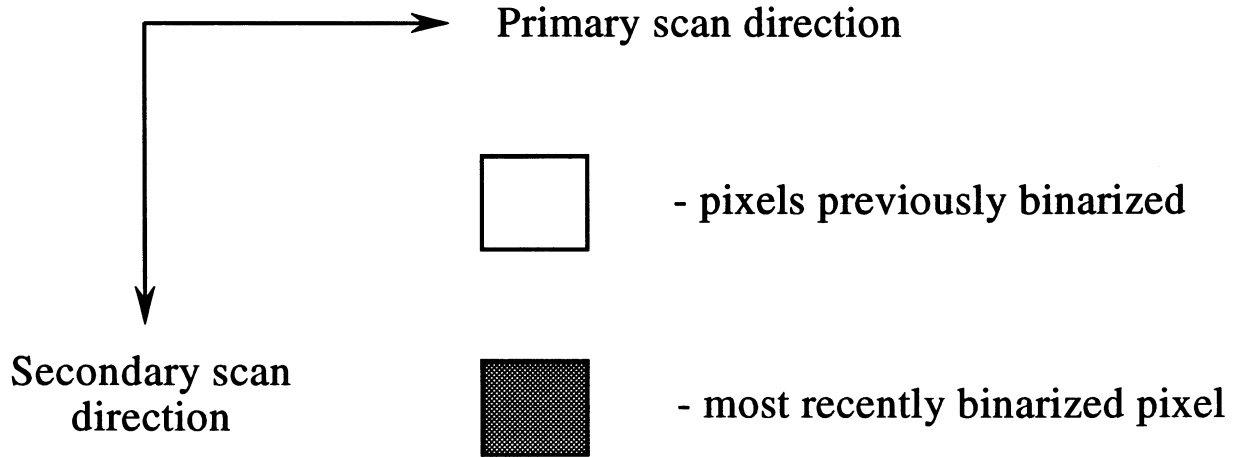 Primary scan direction
- pixels previously binarized
Secondary scan
direction
- most recently binarized pixel